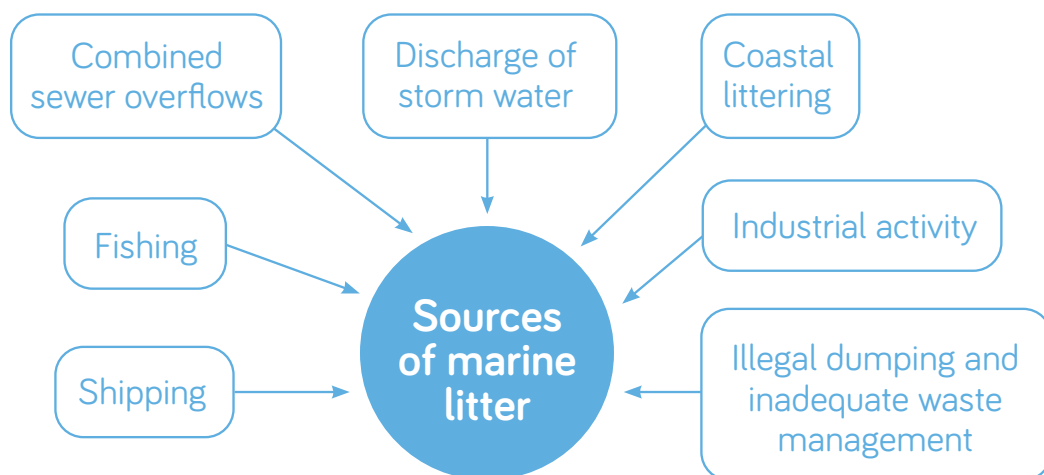 Combined
sewer overflows
Discharge of
storm water
Coastal
littering
Fishing
Industrial activity
Sources
of marine
litter
Shipping
Illegal dumping and
inadequate waste
management